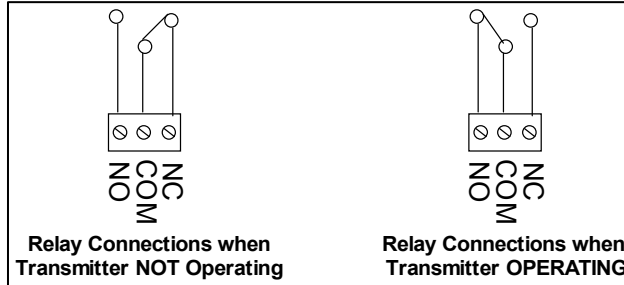 NO COM NC
Relay Connections when
Transmitter NOT Operating
NO COM NC
Relay Connections when
Transmitter OPERATING